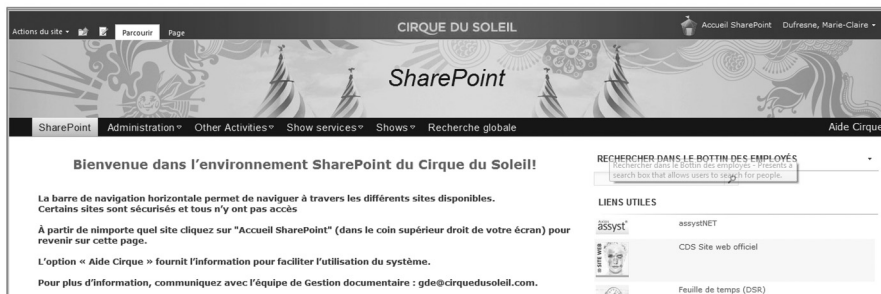 CIRQUE DU SOLEIL
Actions du site
Parcourir
Page
Accueil SharePoint
Dufresne, Marie-Claire
SharePoint
SharePoint Administration Other Activities Show services Shows Recherche globale Aide Cirque
Bienvenue dans l'environnement SharePoint du Cirque du Soleil!
La barre de navigation horizontale permet de naviguer à travers les différents sites disponibles.
Certains sites sont sécurisés et tous n'y ont pas accès
À partir de nimporte quel site cliquez sur "Accueil SharePoint" (dans le coin supérieur droit de votre écran) pour
revenir sur cette page.
L'option « Aide Cirque » fournit l'information pour faciliter l'utilisation du système.
Pour plus d'information, communiquez avec l'équipe de Gestion documentaire : gde@cirquedusoleil.com.
RECHERCHER DANS LE BOTTIN DES EMPLOYÉS
Rechercher dans le Bottin des employés - Presents a
search box that allows users to search for people.
LIENS UTILES
assyst
assystNET
SITE WEB
CDS Site web officiel
Feuille de temps (DSR)